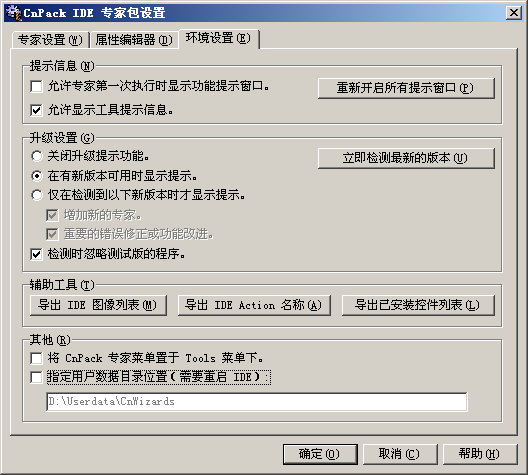 CnPack IDE 专家包设置
专家设置(W) 属性编辑器(D) 环境设置(E)
提示信息(N)
允许专家第一次执行时显示功能提示窗口。
重新开启所有提示窗口(P)
允许显示工具提示信息。
升级设置(G)
关闭升级提示功能。
立即检测最新的版本(U)
在有新版本可用时显示提示。
仅在检测到以下新版本时才显示提示。
增加新的专家。
重要的错误修正或功能改进。
检测时忽略测试版的程序。
辅助工具(T)
导出 IDE 图像列表(M) 导出 IDE Action 名称(A) 导出已安装控件列表(L)
其他(R)
将 CnPack 专家菜单置于 Tools 菜单下。
指定用户数据目录位置(需要重启 IDE):
D:\Userdata\CnWizards
确定(O) 取消(C) 帮助(H)